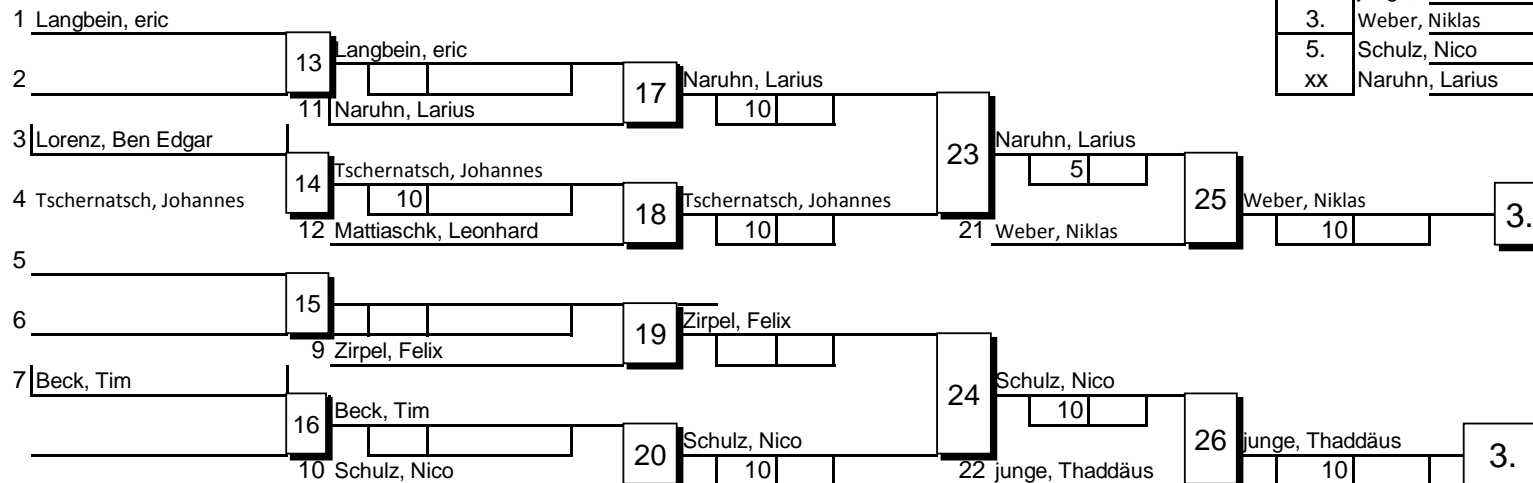 1 Langbein, eric
3. Weber, Niklas
13 Langbein, eric
5. Schulz, Nico
2
17 Naruhn, Larius
xx Naruhn, Larius
11 Naruhn, Larius
10
3 Lorenz, Ben Edgar
23 Naruhn, Larius
14 Tschernatsch, Johannes
5
4 Tschernatsch, Johannes
10
18 Tschernatsch, Johannes
25 Weber, Niklas
3.
12 Mattiaschk, Leonhard
10
21 Weber, Niklas
10
5
15
6
19 Zirpel, Felix
9 Zirpel, Felix
7 Beck, Tim
24 Schulz, Nico
16 Beck, Tim
10
20 Schulz, Nico
26 junge, Thaddäus
3.
10 Schulz, Nico
10
22 junge, Thaddäus
10